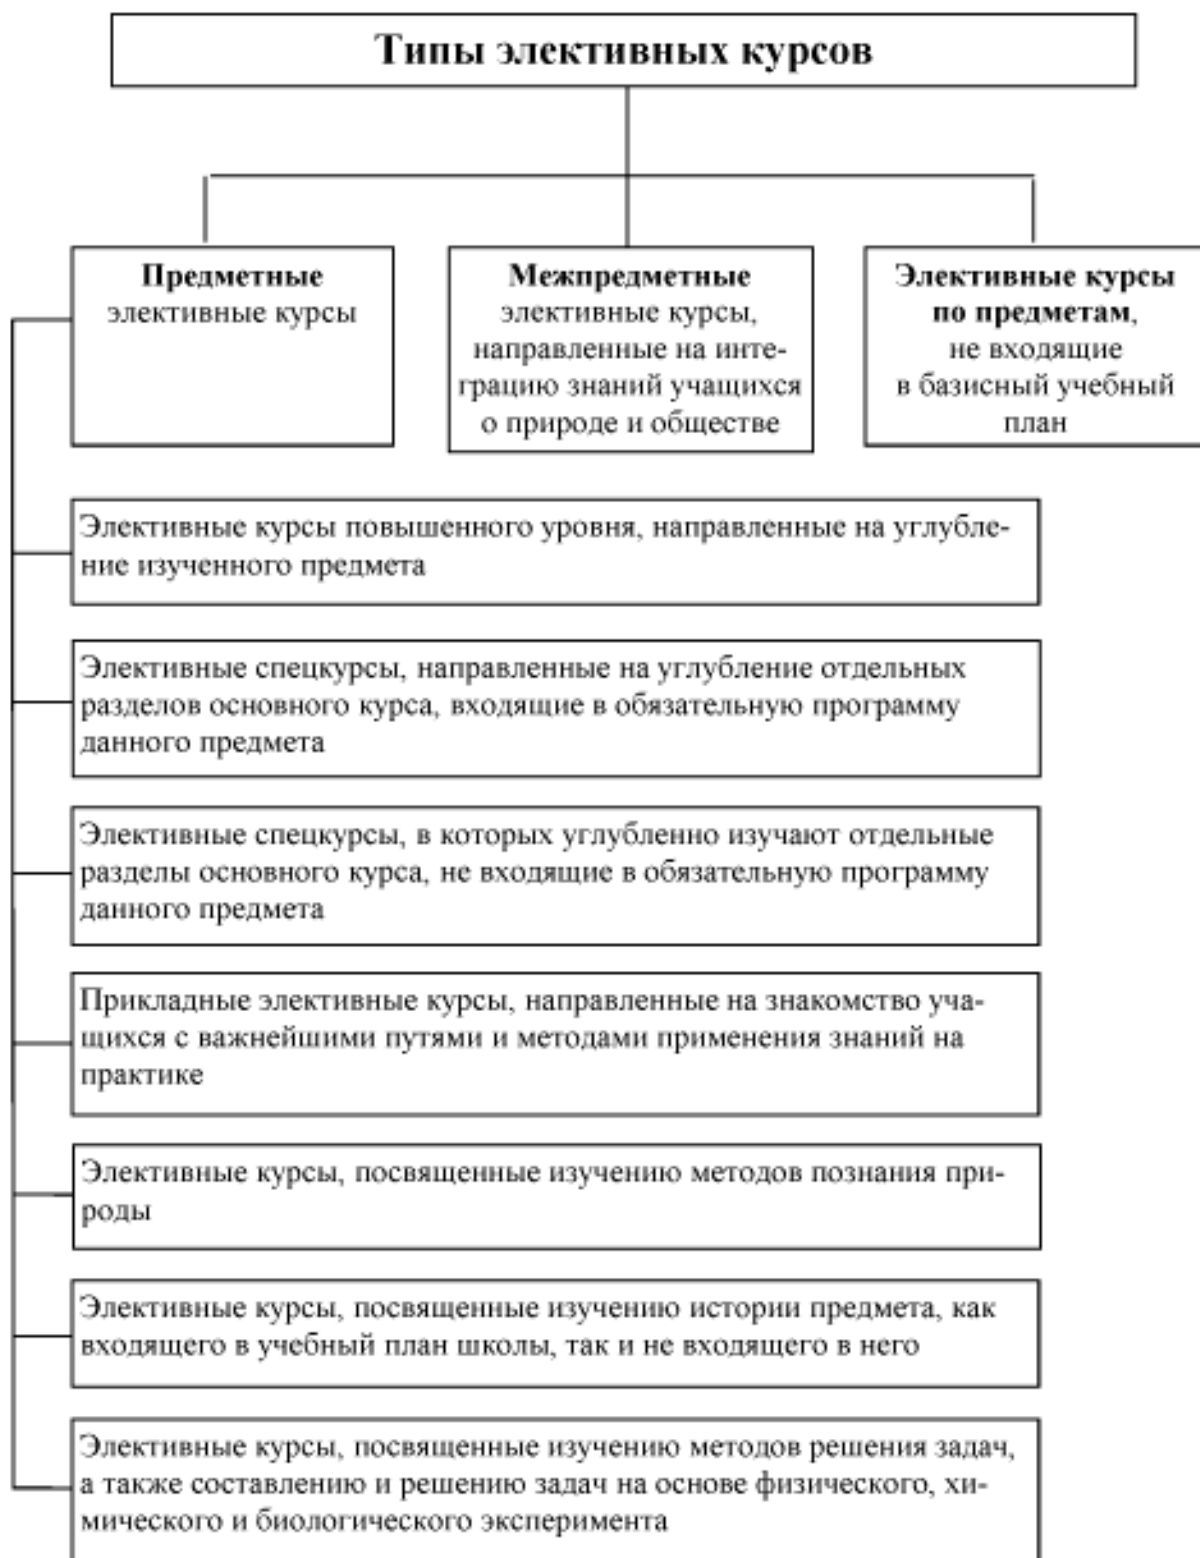 Типы элективных курсов
Предметные
элективные курсы
Межпредметные
элективные курсы,
направленные на инте-
грацию знаний учащихся
о природе и обществе
Элективные курсы
по предметам,
не входящие
в базисный учебный
план
Элективные курсы повышенного уровня, направленные на углубле-
ние изученного предмета
Элективные спецкурсы, направленные на углубление отдельных
разделов основного курса, входящие в обязательную программу
данного предмета
Элективные спецкурсы, в которых углубленно изучают отдельные
разделы основного курса, не входящие в обязательную программу
данного предмета
Прикладные элективные курсы, направленные на знакомство уча-
щихся с важнейшими путями и методами применения знаний на
практике
Элективные курсы, посвященные изучению методов познания при-
роды
Элективные курсы, посвященные изучению истории предмета, как
входящего в учебный план школы, так и не входящего в него
Элективные курсы, посвященные изучению методов решения задач,
а также составлению и решению задач на основе физического, хи-
мического и биологического эксперимента